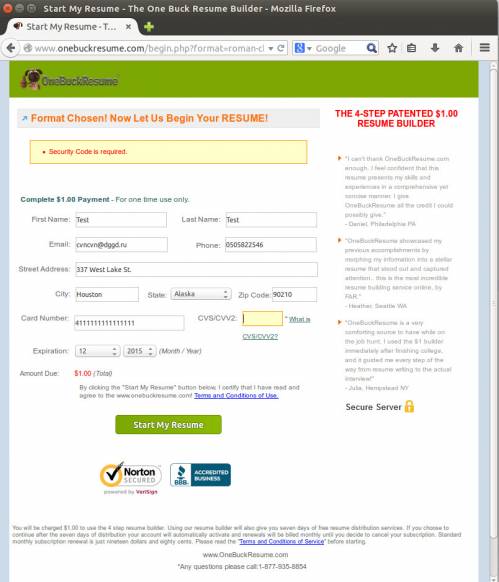 Start My Resume - The One Buck Resume Builder - Mozilla Firefox
Start My Resume - T...
www.onebuckresume.com/begin.php?format=roman-cl
Google
OneBuckResume
Format Chosen! Now Let Us Begin Your RESUME!
Security Code is required.
Complete $1.00 Payment - For one time use only.
First Name: Test Last Name: Test
Email: cvncvn@dggd.ru Phone: 0505822546
Street Address: 337 West Lake St.
City: Houston State: Alaska Zip Code: 90210
Card Number: 4111111111111111 CVS/CVV2: * What is
CVS/CVV2?
Expiration: 12 2015 (Month / Year)
Amount Due: $1.00 (Total)
By clicking the "Start My Resume" button below, I certify that I have read and
agree to the www.onebuckresume.com! Terms and Conditions of Use.
Start My Resume
Norton
SECURED
powered by VeriSign
BBB.
ACCREDITED
BUSINESS
THE 4-STEP PATENTED $1.00
RESUME BUILDER
"I can't thank OneBuckResume.com
enough. I feel confident that this
resume presents my skills and
experiences in a comprehensive yet
concise manner. I give
OneBuckResume all the credit I could
possibly give."
- Daniel, Philadelphia PA
"OneBuckResume showcased my
previous accomplishments by
morphing my information into a stellar
resume that stood out and captured
attention.. this is the most incredible
resume building service online, by
FAR."
- Heather, Seattle WA
"OneBuckResume is a very
comforting source to have while on
the job hunt. I used the $1 builder
immediately after finishing college,
and it guided me every step of the
way from resume writing to the actual
interview!"
- Julia, Hempstead NY
Secure Server
You will be charged $1.00 to use the 4 step resume builder. Using our resume builder will also give you seven days of free resume distribution services. If you choose to
continue after the seven days of distribution your account will automatically activate and renewals will be billed monthly until you decide to cancel your subscription. Standard
monthly subscription renewal is just nineteen dollars and eighty cents. Please read the "Terms and Conditions of Service" before starting.
www.OneBuckResume.com
*Any questions please call:1-877-935-8854